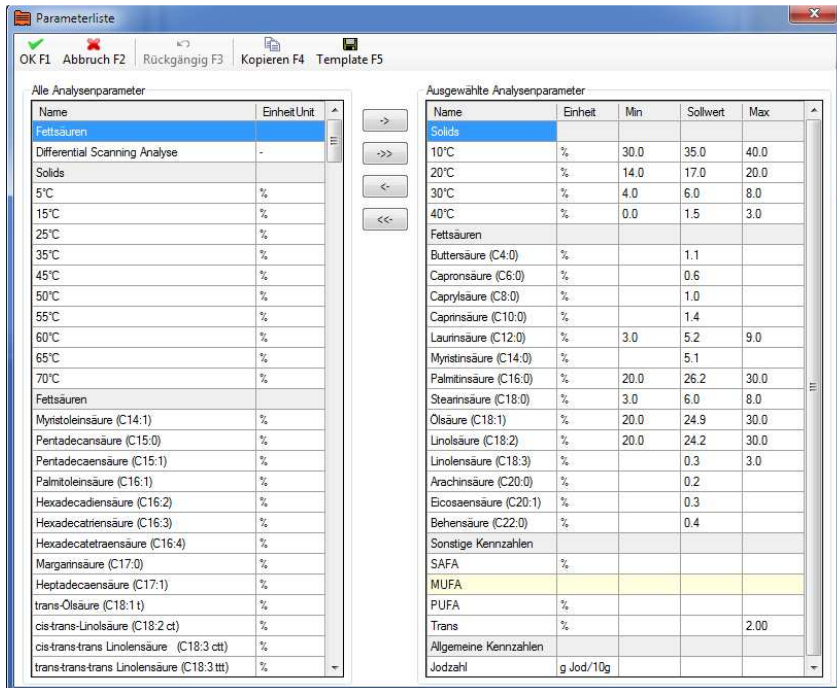 Parameterliste
OK F1 Abbruch F2 Rückgängig F3 Kopieren F4 Template F5
Alle Analysenparameter
Name EinheitUnit
Fettsäuren
Differential Scanning Analyse -
Solids
5°C %
15°C %
25°C %
35°C %
45°C %
50°C %
55°C %
60°C %
65°C %
70°C %
Fettsäuren
Myristoleinsäure (C14:1) %
Pentadecansäure (C15:0) %
Pentadecaensäure (C15:1) %
Palmitoleinsäure (C16:1) %
Hexadecadiensäure (C16:2) %
Hexadecatriensäure (C16:3) %
Hexadecatetraensäure (C16:4) %
Margarinsäure (C17:0) %
Heptadecaensäure (C17:1) %
trans-Ölsäure (C18:1 t) %
cis-trans-Linolsäure (C18:2 ct) %
cis-trans-trans Linolensäure (C18:3 ctt) %
trans-trans-trans Linolensäure (C18:3 ttt) %
->
->>
<-
<<-
Ausgewählte Analysenparameter
Name Einheit Min Sollwert Max
Solids
10°C % 30.0 35.0 40.0
20°C % 14.0 17.0 20.0
30°C % 4.0 6.0 8.0
40°C % 0.0 1.5 3.0
Fettsäuren
Buttersäure (C4:0) % 1.1
Capronsäure (C6:0) % 0.6
Caprylsäure (C8:0) % 1.0
Caprinsäure (C10:0) % 1.4
Laurinsäure (C12:0) % 3.0 5.2 9.0
Myristinsäure (C14:0) % 5.1
Palmitinsäure (C16:0) % 20.0 26.2 30.0
Stearinsäure (C18:0) % 3.0 6.0 8.0
Ölsäure (C18:1) % 20.0 24.9 30.0
Linolsäure (C18:2) % 20.0 24.2 30.0
Linolensäure (C18:3) % 0.3 3.0
Arachinsäure (C20:0) % 0.2
Eicosaensäure (C20:1) % 0.3
Behensäure (C22:0) % 0.4
Sonstige Kennzahlen
SAFA %
MUFA
PUFA %
Trans % 2.00
Allgemeine Kennzahlen
Jodzahl g Jod/10g